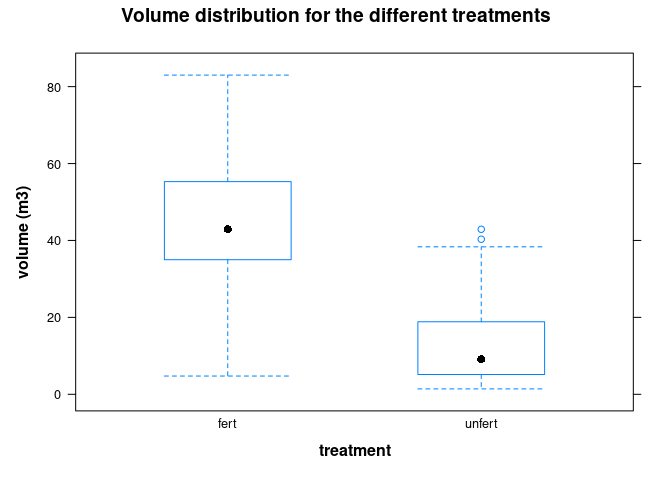 Volume distribution for the different treatments
volume (m3)
80
60
40
20
0
fert unfert
treatment